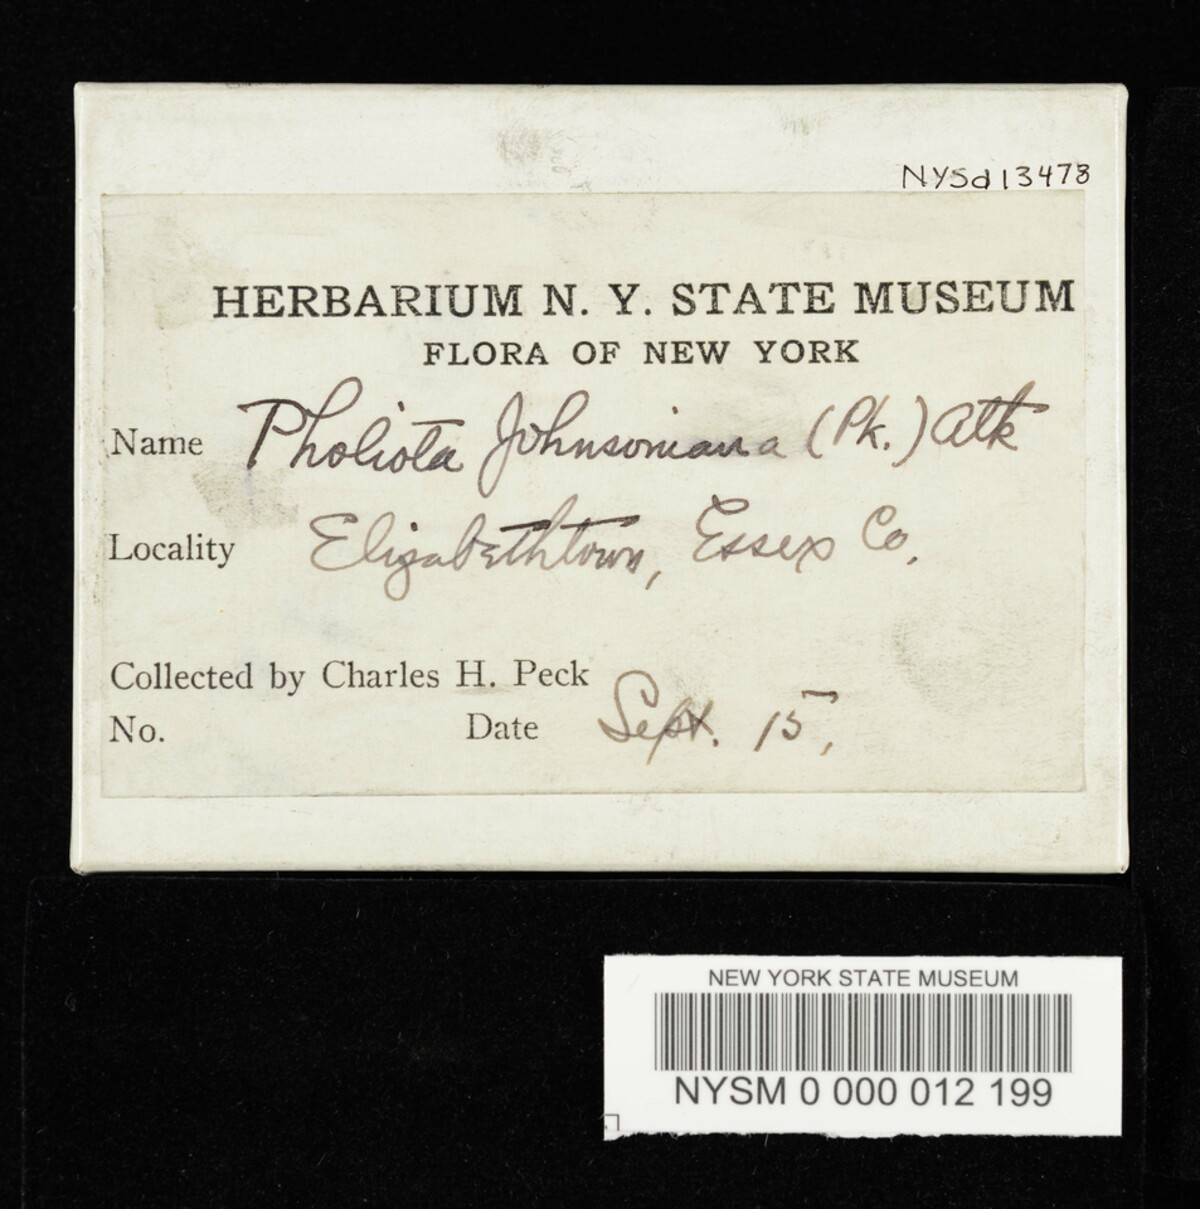 NYSd13478
HERBARIUM N. Y. STATE MUSEUM
FLORA OF NEW YORK
Name Pholiota Johnsoniana (Pk.) Atk
Locality Elizabethtown, Essex Co.
Collected by Charles H. Peck
No. Date Sept. 15,
NEW YORK STATE MUSEUM
NYSM 0 000 012 199